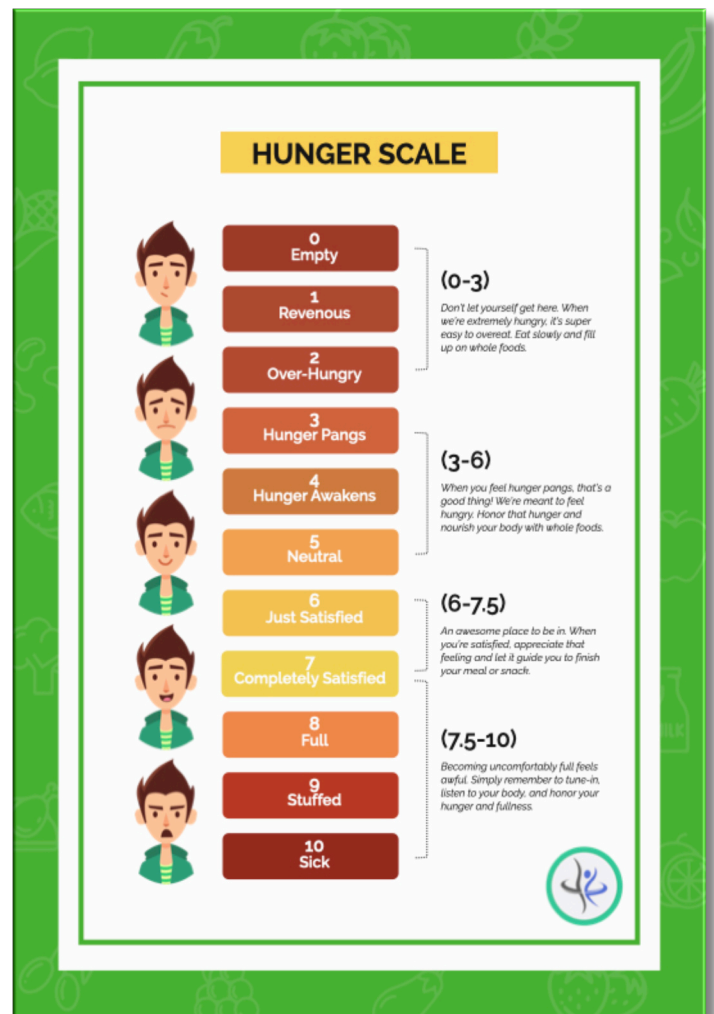 HUNGER SCALE
0
Empty
1
Revenous
2
Over-Hungry
3
Hunger Pangs
4
Hunger Awakens
5
Neutral
6
Just Satisfied
7
Completely Satisfied
8
Full
9
Stuffed
10
Sick
(0-3)
Don't let yourself get here. When
we're extremely hungry, it's super
easy to overeat. Eat slowly and fill
up on whole foods.
(3-6)
When you feel hunger pangs, that's a
good thing! We're meant to feel
hungry. Honor that hunger and
nourish your body with whole foods.
(6-7.5)
An awesome place to be in. When
you're satisfied, appreciate that
feeling and let it guide you to finish
your meal or snack.
(7.5-10)
Becoming uncomfortably full feels
awful. Simply remember to tune-in,
listen to your body, and honor your
hunger and fullness.